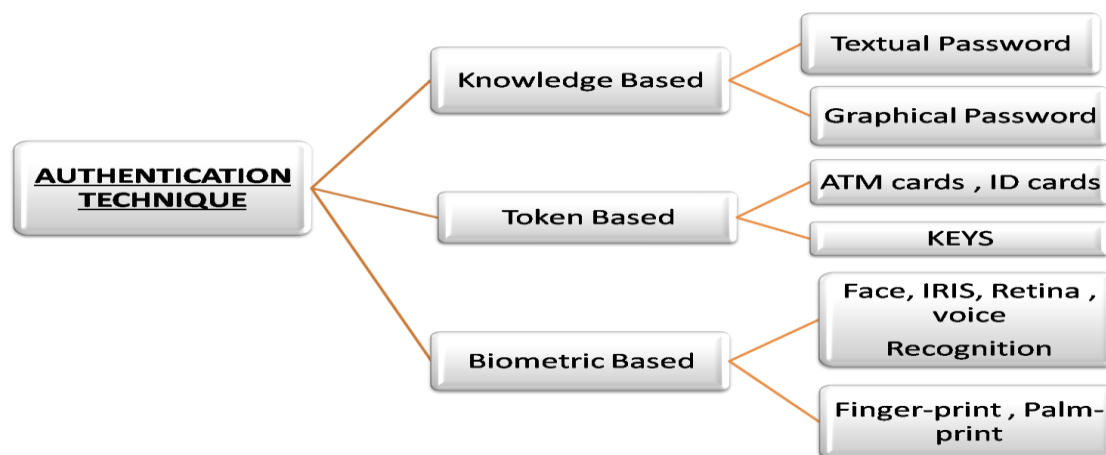 AUTHENTICATION
TECHNIQUE
Knowledge Based
Textual Password
Graphical Password
Token Based
ATM cards , ID cards
KEYS
Biometric Based
Face, IRIS, Retina ,
voice
Recognition
Finger-print , Palm-
print